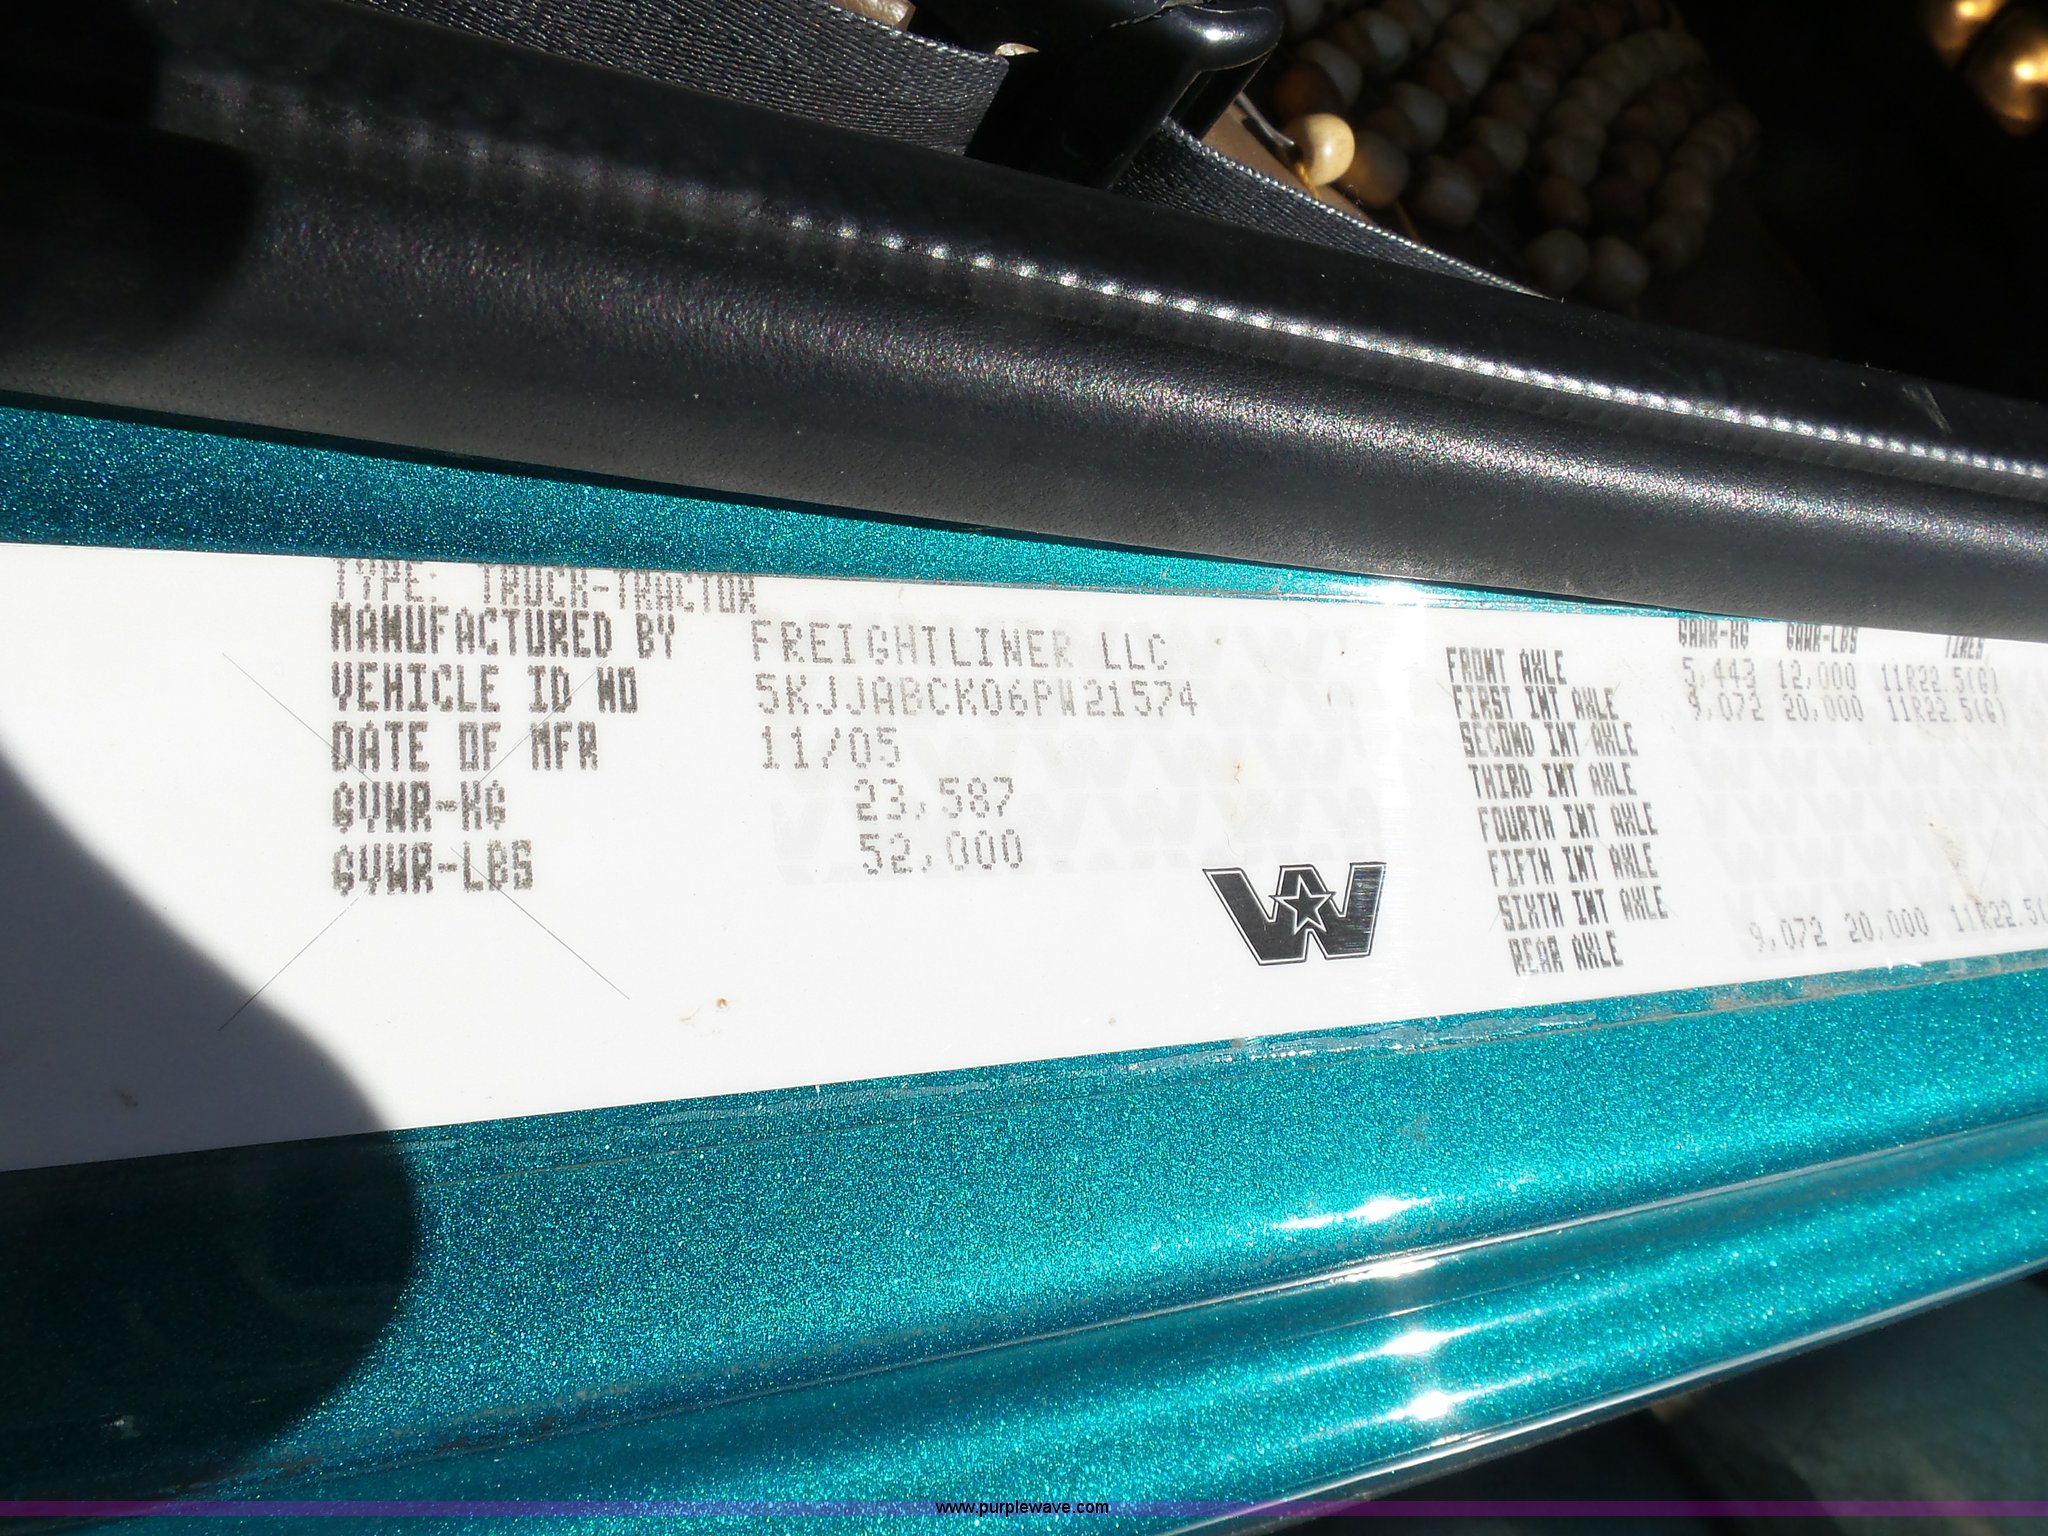 TYPE: TRUCK-TRACTOR
MANUFACTURED BY FREIGHTLINER LLC
VEHICLE ID NO 5KJJABCK06PW21574
DATE OF MFR 11/05
GVWR-KG 23,587
GVWR-LBS 52,000
W
GAWR-KG GAWR-LBS TIRES
FRONT AXLE 5,443 12,000 11R22.5(G)
FIRST INT AXLE 9,072 20,000 11R22.5(G)
SECOND INT AXLE
THIRD INT AXLE
FOURTH INT AXLE
FIFTH INT AXLE
SIXTH INT AXLE
REAR AXLE 9,072 20,000 11R22.5(
www.purplewave.com